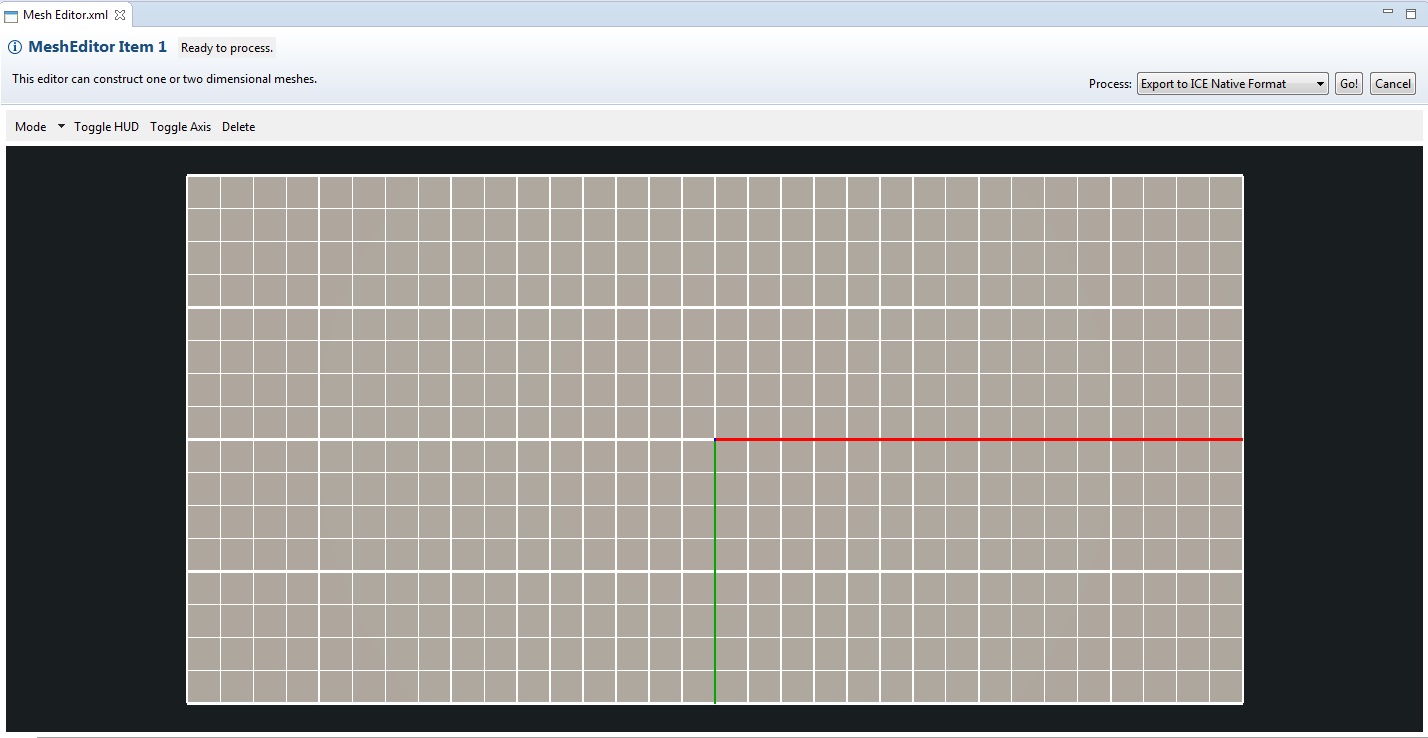 Mesh Editor.xml
MeshEditor Item 1 Ready to process.
This editor can construct one or two dimensional meshes.
Process: Export to ICE Native Format Go! Cancel
Mode Toggle HUD Toggle Axis Delete